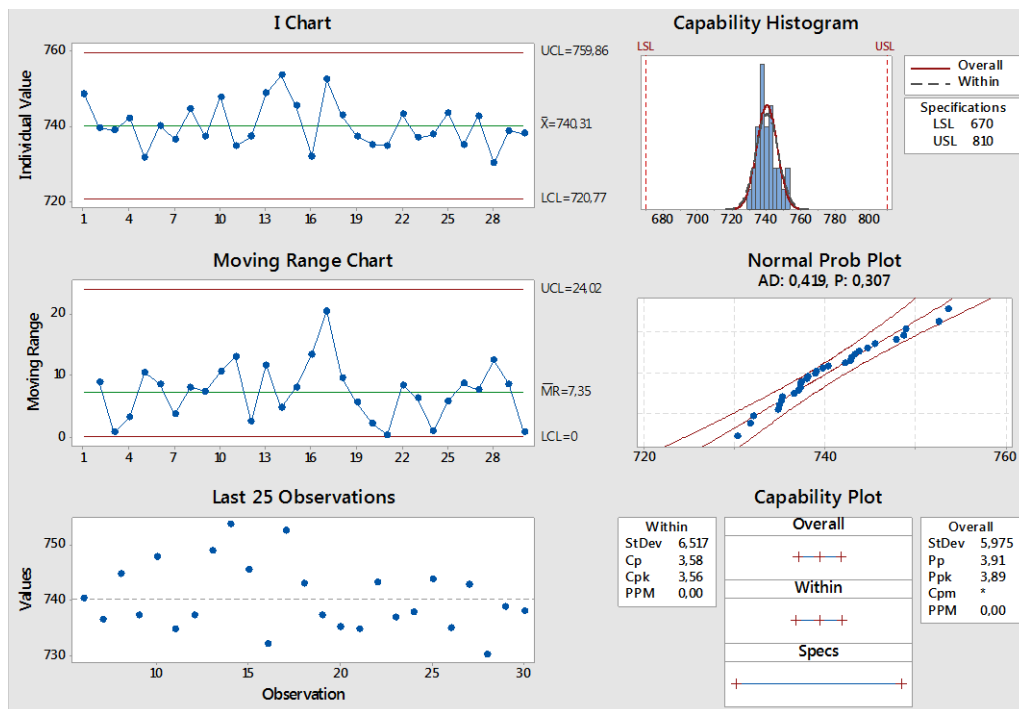 I Chart
Individual Value
760
740
720
UCL=759,86
X̄=740,31
LCL=720,77
1 4 7 10 13 16 19 22 25 28
Capability Histogram
LSL USL
680 700 720 740 760 780 800
Overall
Within
Specifications
LSL 670
USL 810
Moving Range Chart
Moving Range
20
10
0
UCL=24,02
M̄R̄=7,35
LCL=0
1 4 7 10 13 16 19 22 25 28
Normal Prob Plot
AD: 0,419, P: 0,307
720 740 760
Last 25 Observations
Values
750
740
730
10 15 20 25 30
Observation
Capability Plot
Within
StDev 6,517
Cp 3,58
Cpk 3,56
PPM 0,00
Overall
Within
Specs
Overall
StDev 5,975
Pp 3,91
Ppk 3,89
Cpm *
PPM 0,00